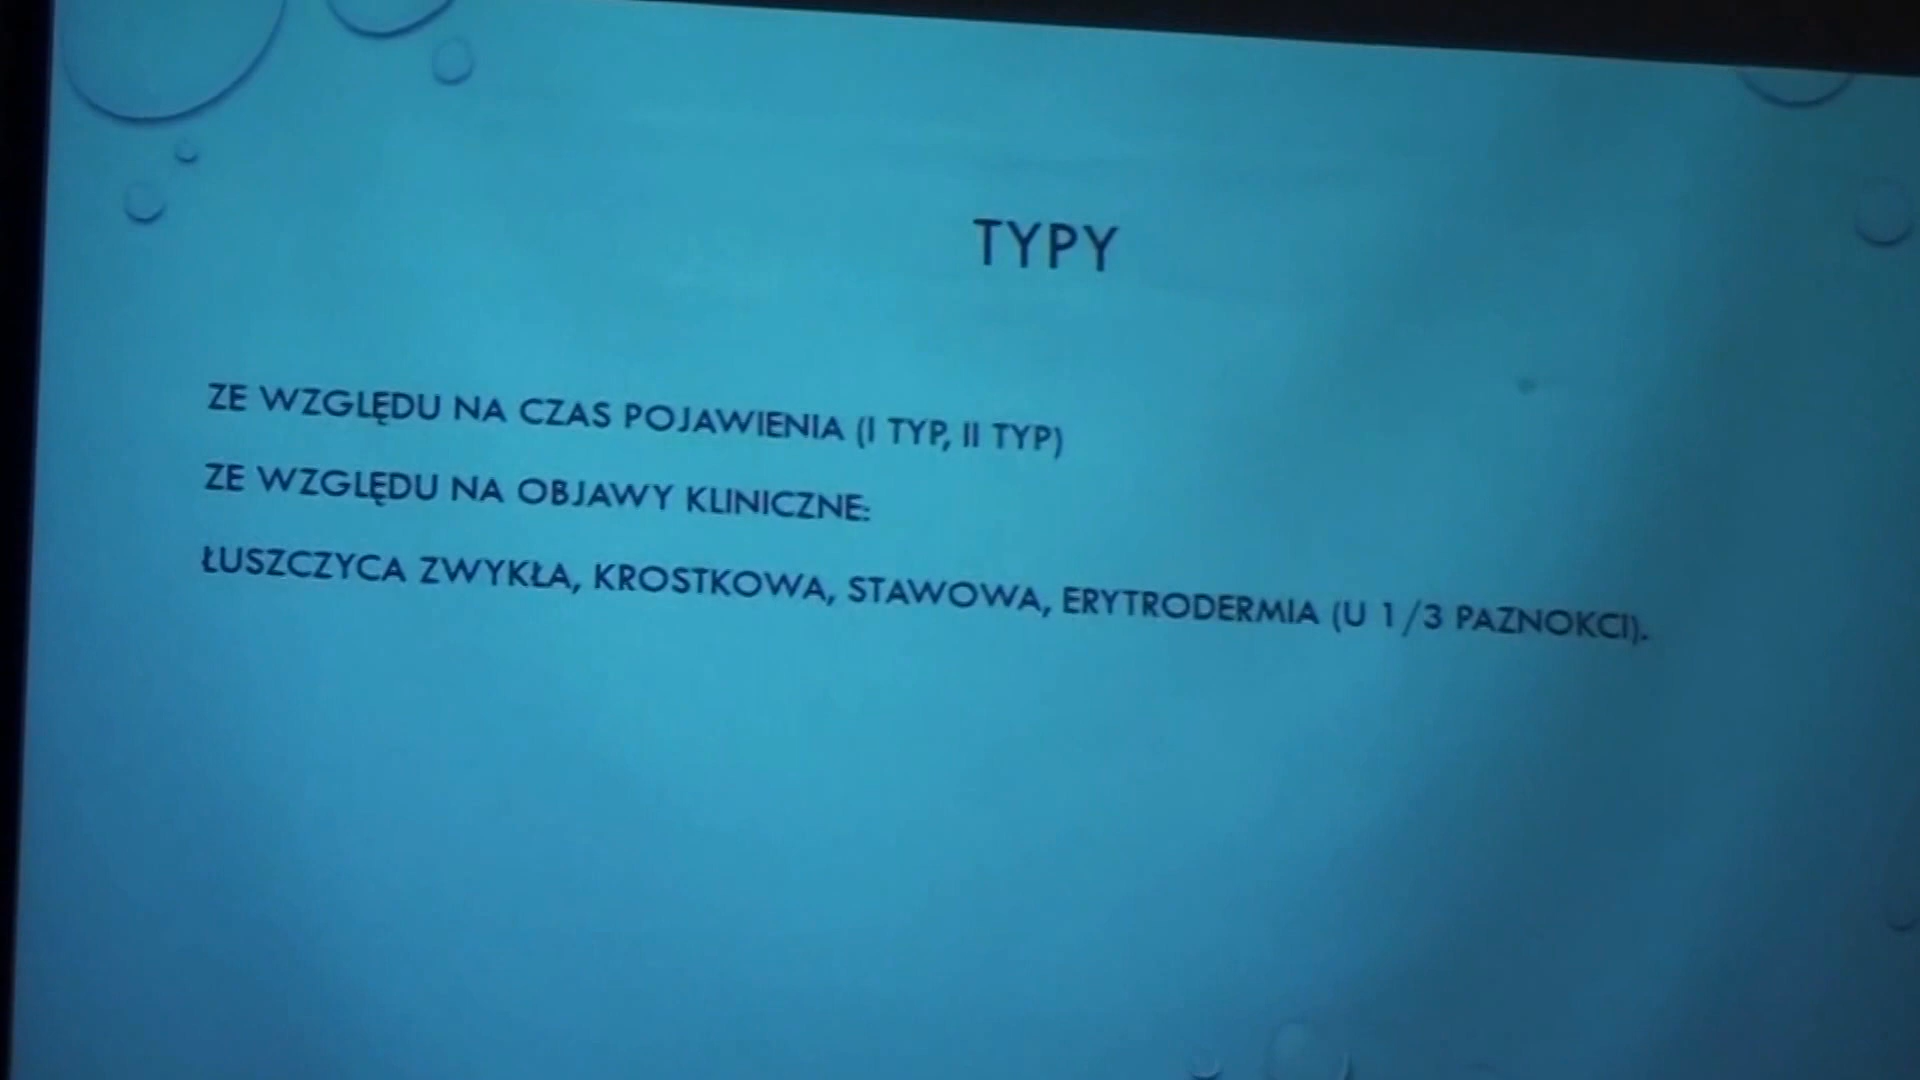 TYPY
ZE WZGLĘDU NA CZAS POJAWIENIA (I TYP, II TYP)
ZE WZGLĘDU NA OBJAWY KLINICZNE:
ŁUSZCZYCA ZWYKŁA, KROSTKOWA, STAWOWA, ERYTRODERMIA (U 1/3 PAZNOKCI).